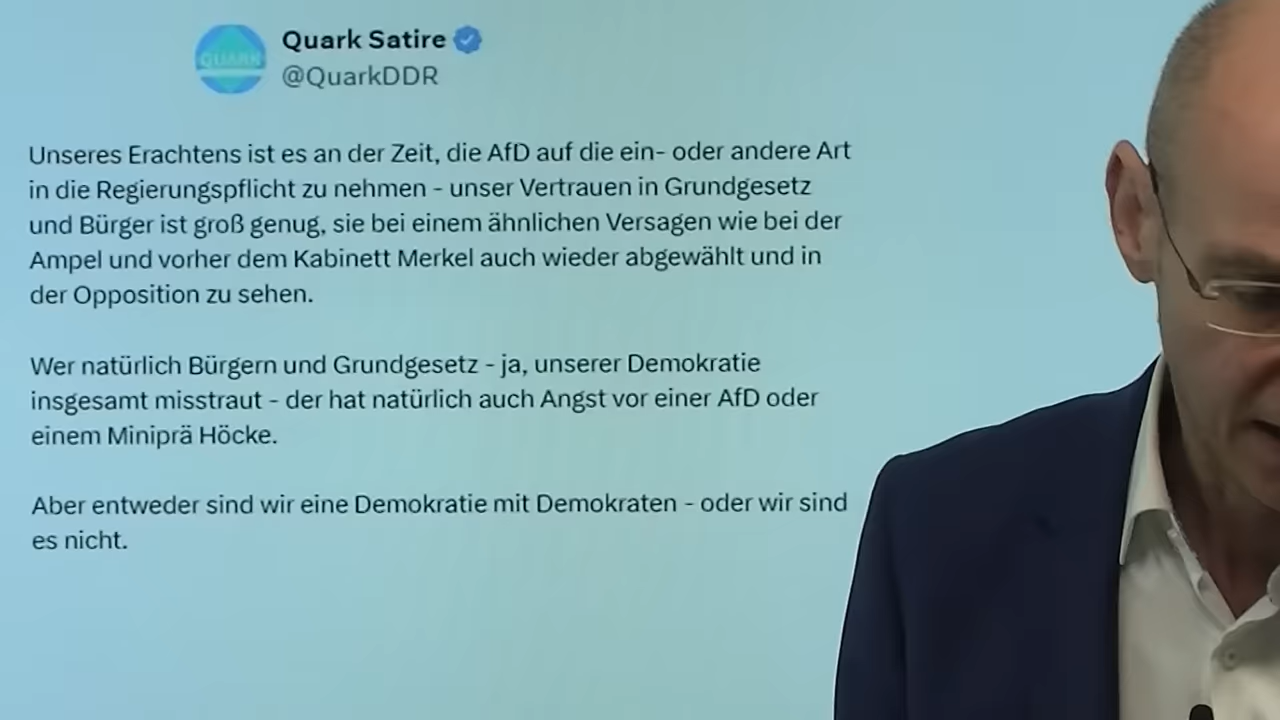 QUARK
Quark Satire
@QuarkDDR
Unseres Erachtens ist es an der Zeit, die AfD auf die ein- oder andere Art
in die Regierungspflicht zu nehmen - unser Vertrauen in Grundgesetz
und Bürger ist groß genug, sie bei einem ähnlichen Versagen wie bei der
Ampel und vorher dem Kabinett Merkel auch wieder abgewählt und in
der Opposition zu sehen.
Wer natürlich Bürgern und Grundgesetz - ja, unserer Demokratie
insgesamt misstraut - der hat natürlich auch Angst vor einer AfD oder
einem Miniprä Höcke.
Aber entweder sind wir eine Demokratie mit Demokraten - oder wir sind
es nicht.